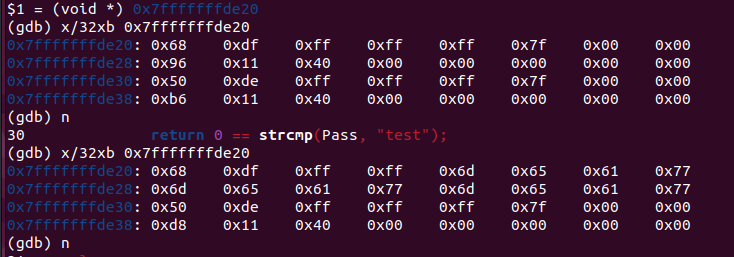 $1 = (void *) 0x7fffffffde20
(gdb) x/32xb 0x7fffffffde20
0x7fffffffde20: 0x68 0xdf 0xff 0xff 0xff 0x7f 0x00 0x00
0x7fffffffde28: 0x96 0x11 0x40 0x00 0x00 0x00 0x00 0x00
0x7fffffffde30: 0x50 0xde 0xff 0xff 0xff 0x7f 0x00 0x00
0x7fffffffde38: 0xb6 0x11 0x40 0x00 0x00 0x00 0x00 0x00
(gdb) n
30 return 0 == strcmp(Pass, "test");
(gdb) x/32xb 0x7fffffffde20
0x7fffffffde20: 0x68 0xdf 0xff 0xff 0x6d 0x65 0x61 0x77
0x7fffffffde28: 0x6d 0x65 0x61 0x77 0x6d 0x65 0x61 0x77
0x7fffffffde30: 0x50 0xde 0xff 0xff 0xff 0x7f 0x00 0x00
0x7fffffffde38: 0xd8 0x11 0x40 0x00 0x00 0x00 0x00 0x00
(gdb) n